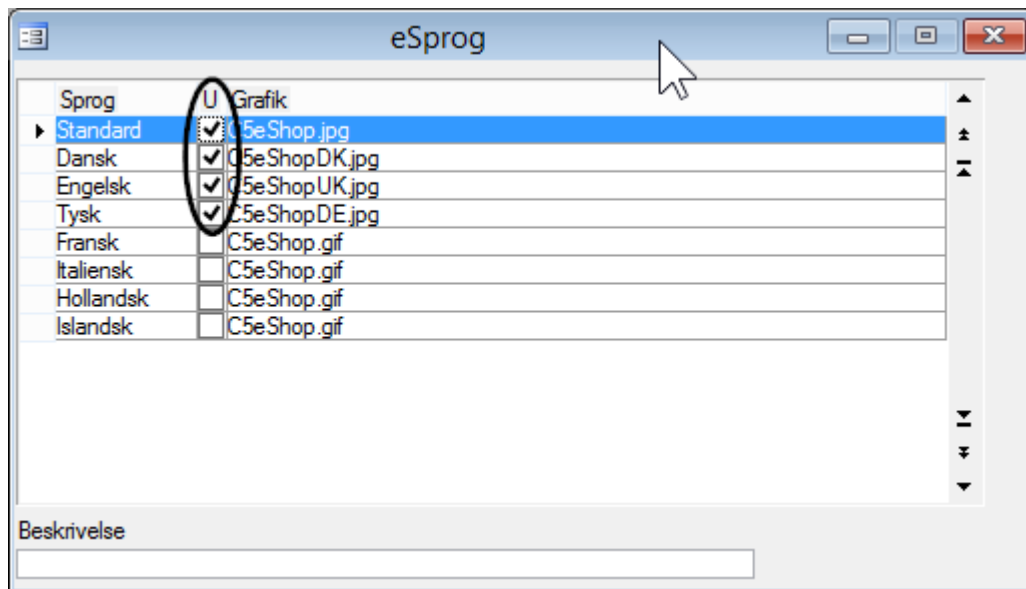 eSprog
Sprog U Grafik
Standard C5eShop.jpg
Dansk C5eShopDK.jpg
Engelsk C5eShopUK.jpg
Tysk C5eShopDE.jpg
Fransk C5eShop.gif
Italiensk C5eShop.gif
Hollandsk C5eShop.gif
Islandsk C5eShop.gif
Beskrivelse